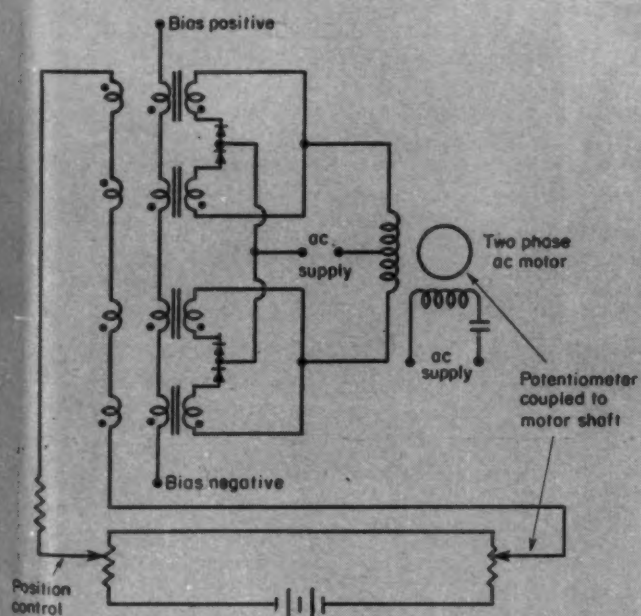 Bias positive
ac
supply
Two phase
ac motor
ac
supply
Potentiometer
coupled to
motor shaft
Bias negative
Position
control